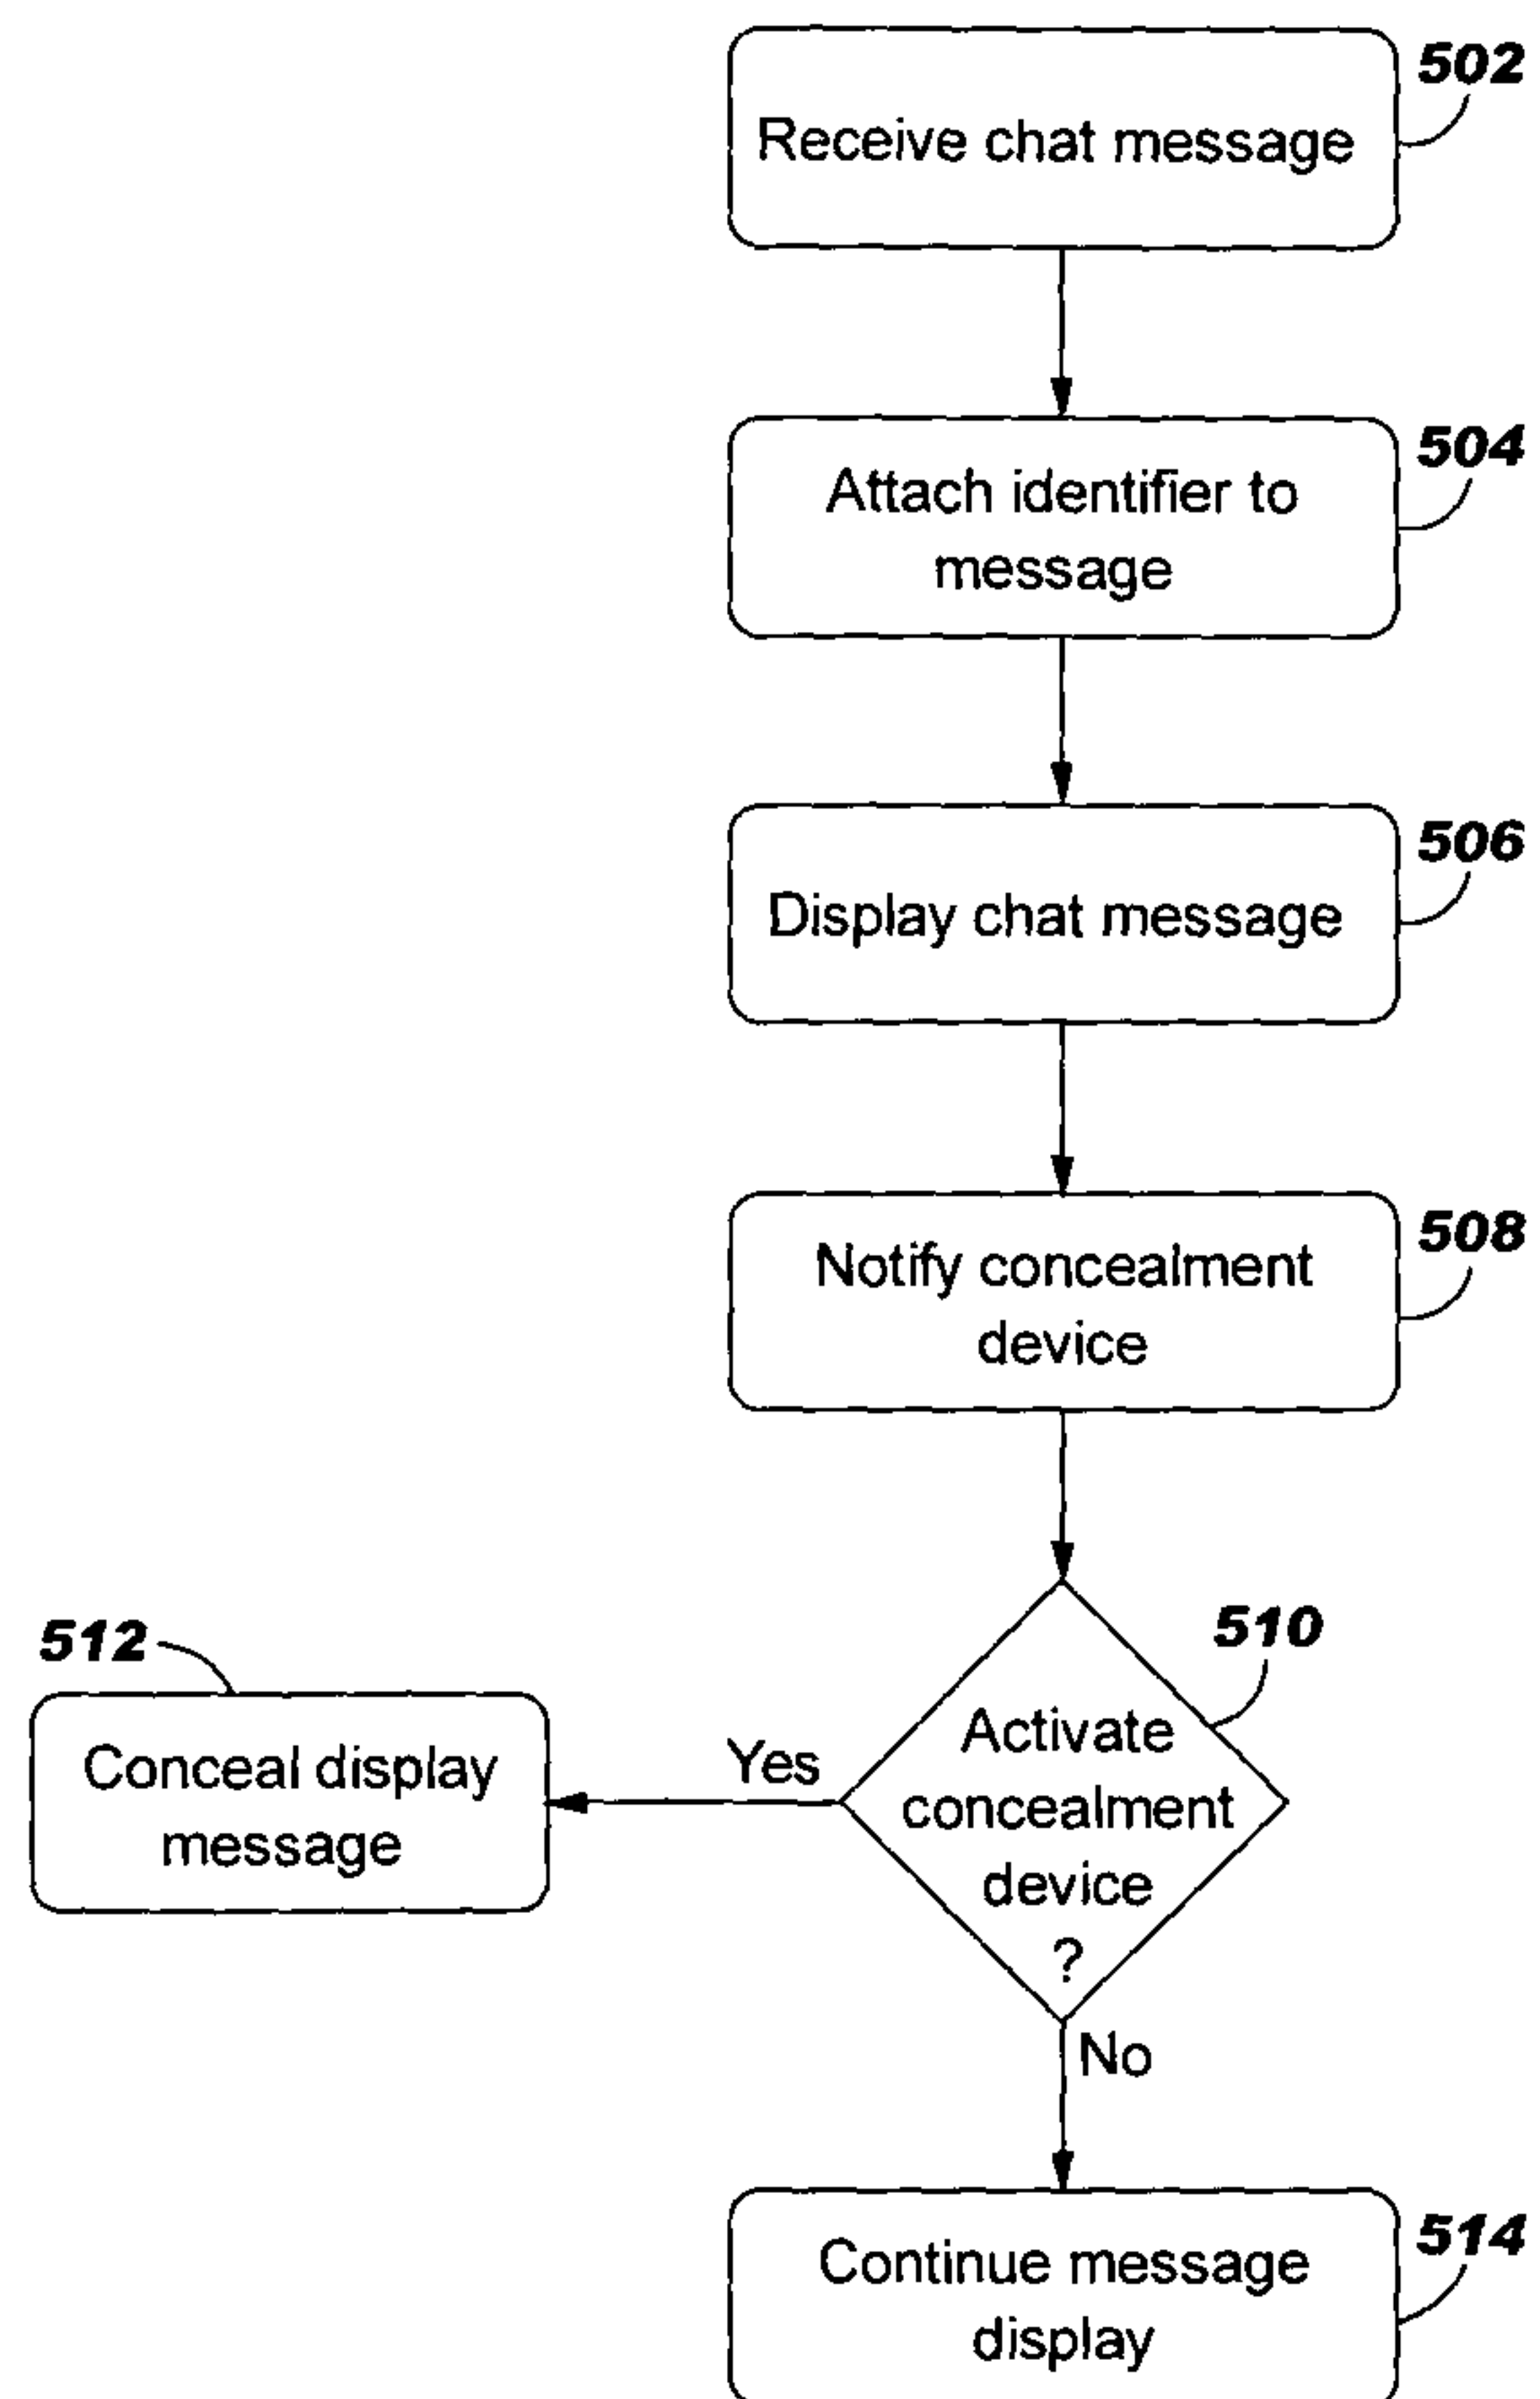 502
Receive chat message
504
Attach identifier to
message
506
Display chat message
508
Notify concealment
device
510
Activate
concealment
device
?
Yes
512
Conceal display
message
No
514
Continue message
display